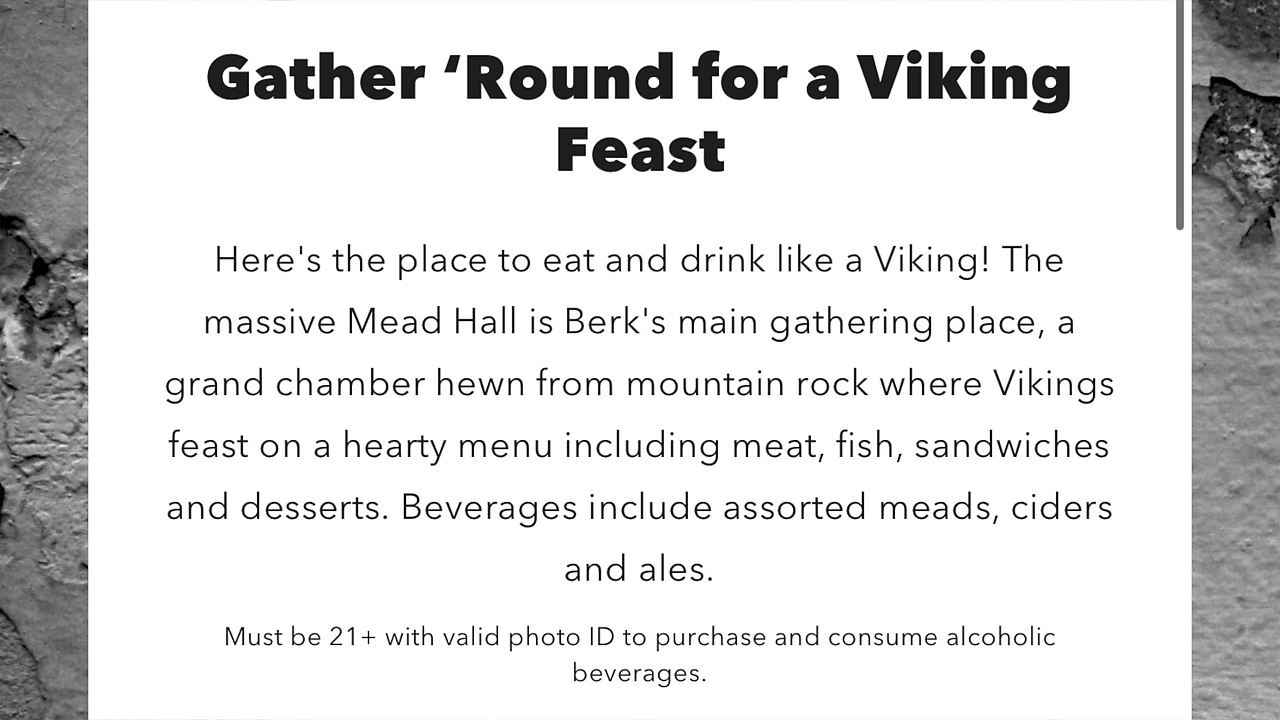 Gather ‘Round for a Viking
Feast
Here's the place to eat and drink like a Viking! The
massive Mead Hall is Berk's main gathering place, a
grand chamber hewn from mountain rock where Vikings
feast on a hearty menu including meat, fish, sandwiches
and desserts. Beverages include assorted meads, ciders
and ales.
Must be 21+ with valid photo ID to purchase and consume alcoholic
beverages.